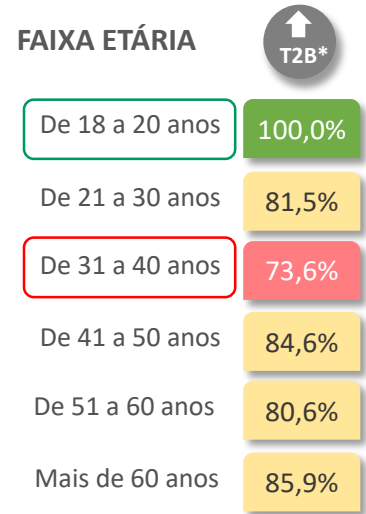 FAIXA ETÁRIA
T2B*
De 18 a 20 anos 100,0%
De 21 a 30 anos 81,5%
De 31 a 40 anos 73,6%
De 41 a 50 anos 84,6%
De 51 a 60 anos 80,6%
Mais de 60 anos 85,9%